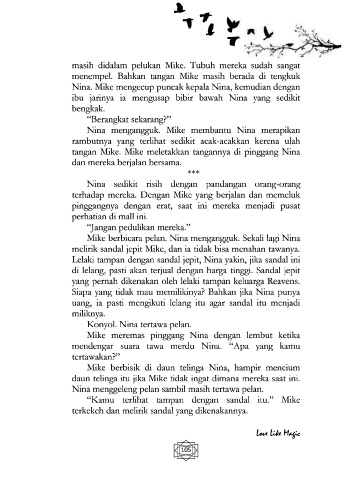 masih didalam pelukan Mike. Tubuh mereka sudah sangat
menempel. Bahkan tangan Mike masih berada di tengkuk
Nina. Mike mengecup puncak kepala Nina, kemudian dengan
ibu jarinya ia mengusap bibir bawah Nina yang sedikit
bengkak.
“Berangkat sekarang?”
Nina mengangguk. Mike membantu Nina merapikan
rambutnya yang terlihat sedikit acak-acakkan kerena ulah
tangan Mike. Mike meletakkan tangannya di pinggang Nina
dan mereka berjalan bersama.
***
Nina sedikit risih dengan pandangan orang-orang
terhadap mereka. Dengan Mike yang berjalan dan memeluk
pinggangnya dengan erat, saat ini mereka menjadi pusat
perhatian di mall ini.
“Jangan pedulikan mereka.”
Mike berbicara pelan. Nina mengangguk. Sekali lagi Nina
melirik sandal jepit Mike, dan ia tidak bisa menahan tawanya.
Lelaki tampan dengan sandal jepit, Nina yakin, jika sandal ini
di lelang, pasti akan terjual dengan harga tinggi. Sandal jepit
yang pernah dikenakan oleh lelaki tampan keluarga Reavens.
Siapa yang tidak mau memilikinya? Bahkan jika Nina punya
uang, ia pasti mengikuti lelang itu agar sandal itu menjadi
miliknya.
Konyol. Nina tertawa pelan.
Mike meremas pinggang Nina dengan lembut ketika
mendengar suara tawa merdu Nina. “Apa yang kamu
tertawakan?”
Mike berbisik di daun telinga Nina, hampir mencium
daun telinga itu jika Mike tidak ingat dimana mereka saat ini.
Nina menggeleng pelan sambil masih tertawa pelan.
“Kamu terlihat tampan dengan sandal itu.” Mike
terkekeh dan melirik sandal yang dikenakannya.
Love Like Magic
105